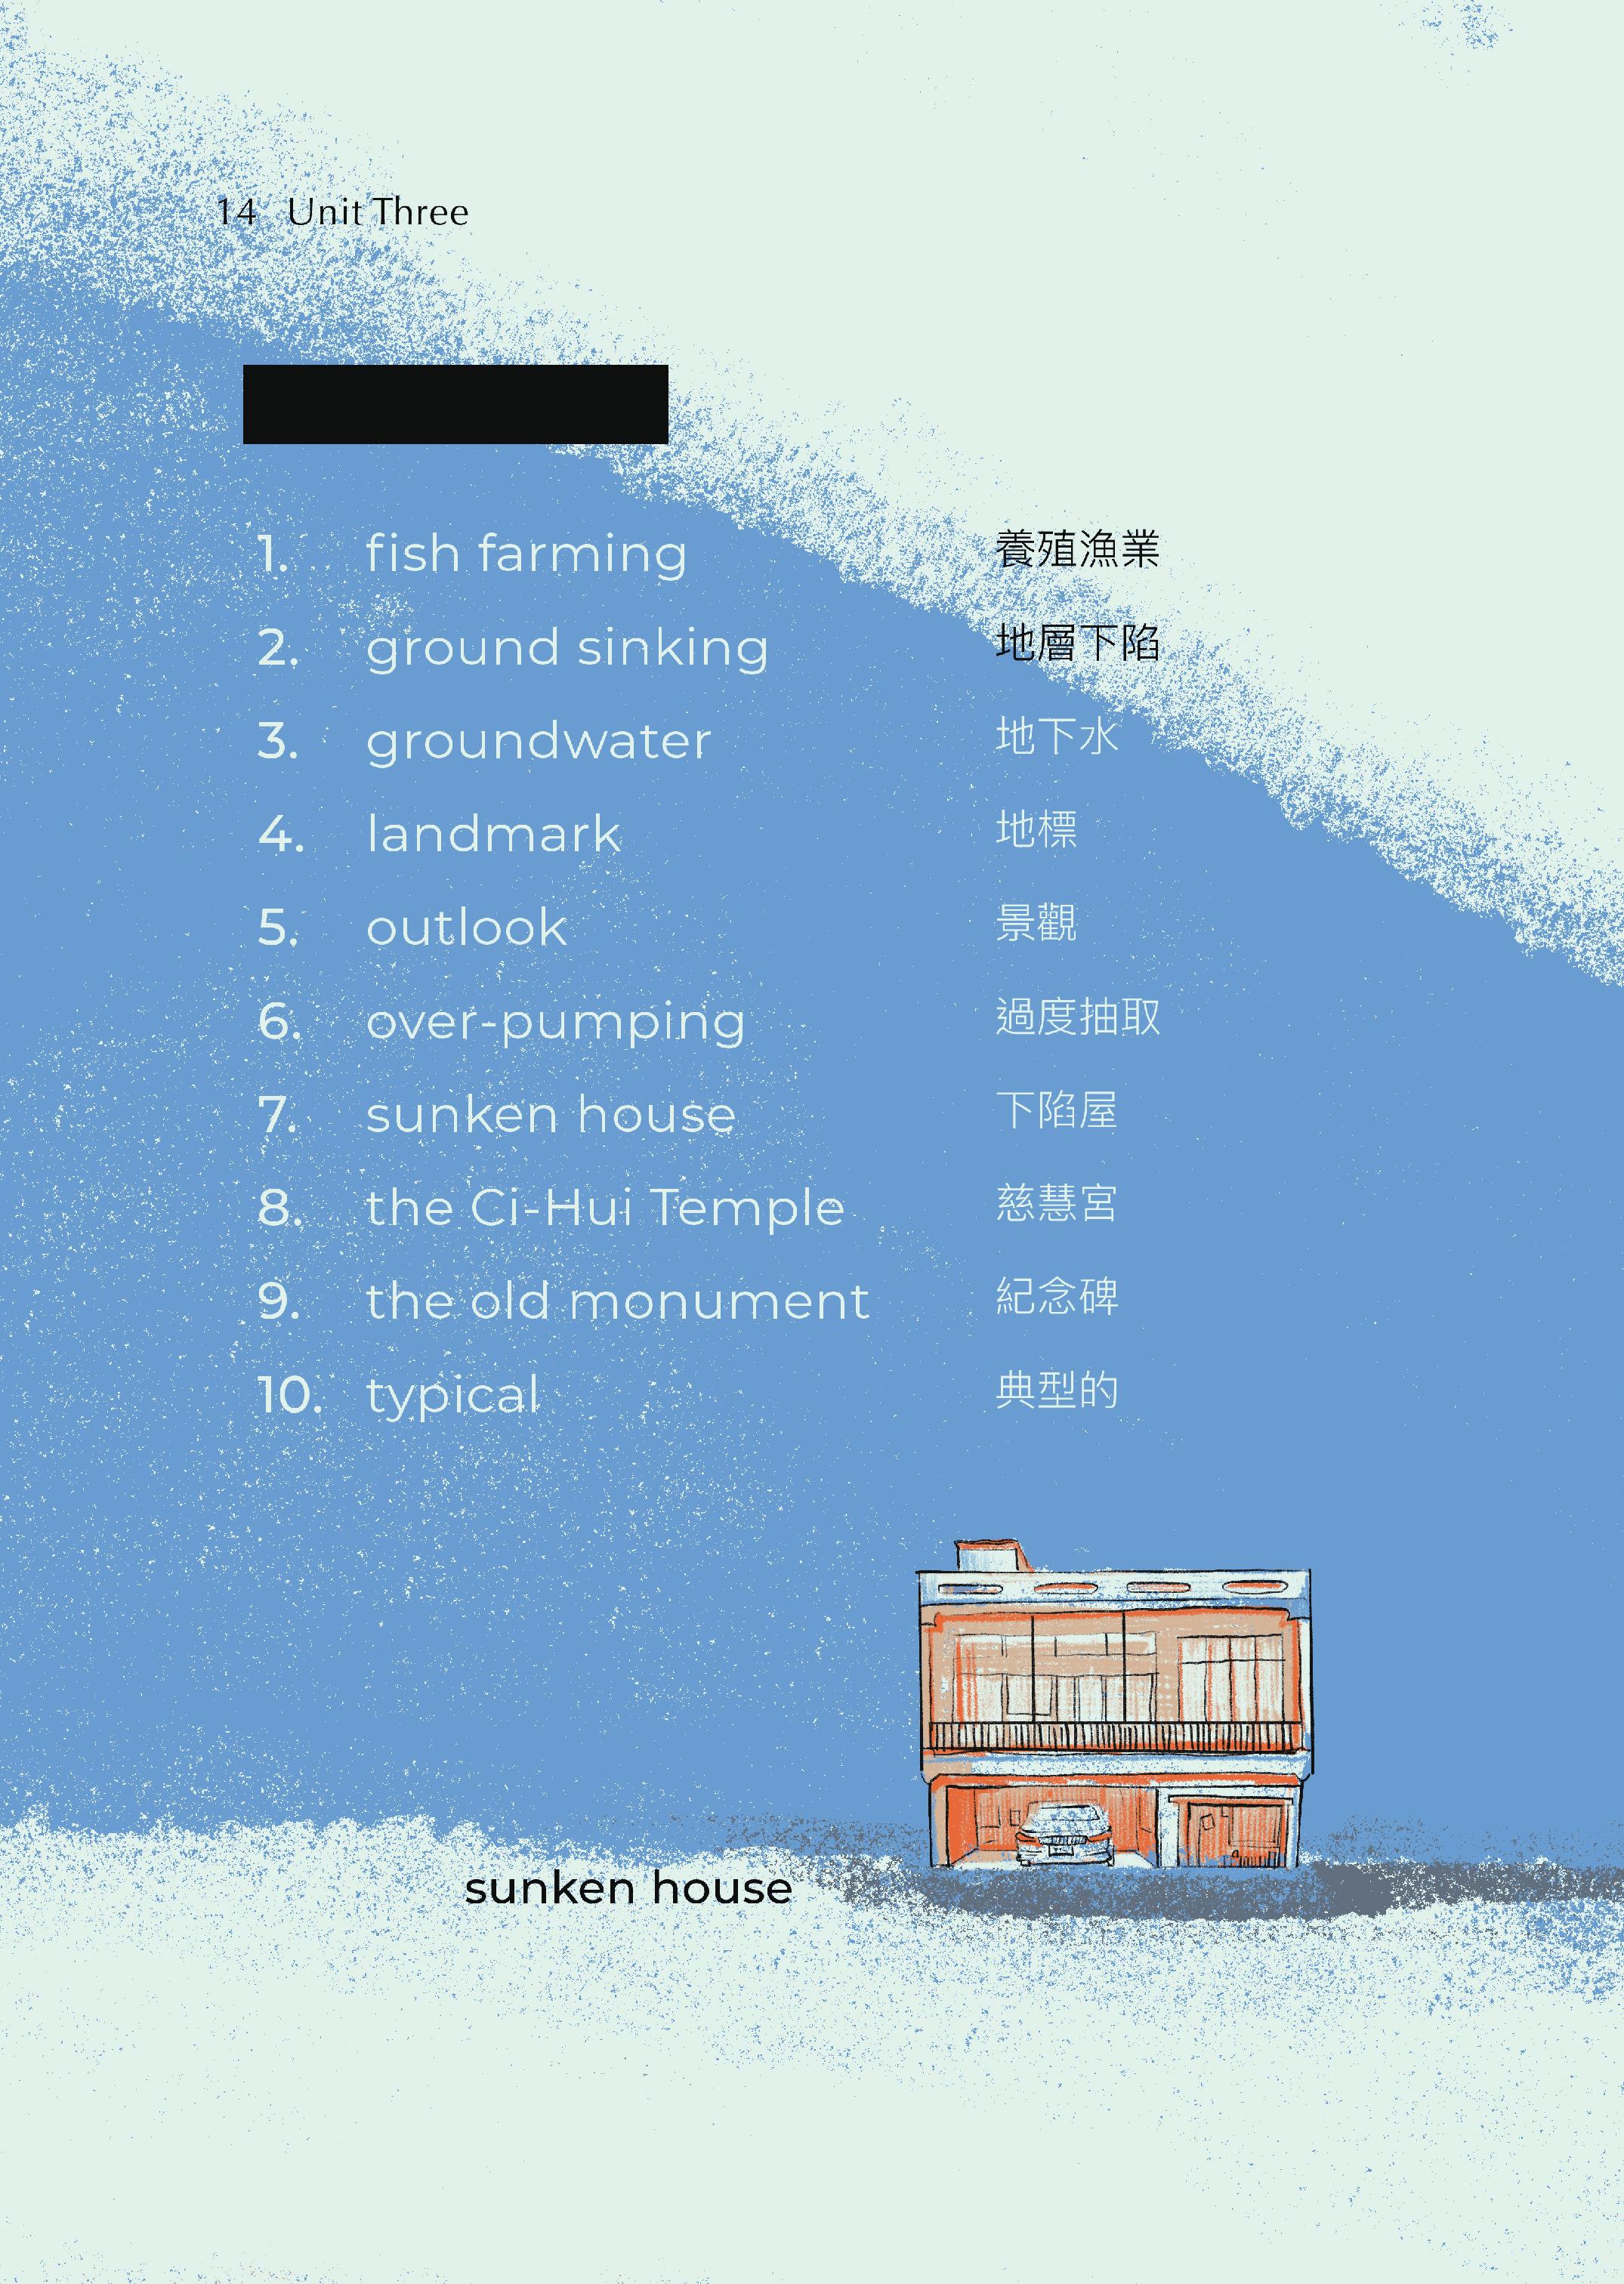 14 Unit Three
1. fish farming 養殖漁業
2. ground sinking 地層下陷
3. groundwater 地下水
4. landmark 地標
5. outlook 景觀
6. over-pumping 過度抽取
7. sunken house 下陷屋
8. the Ci-Hui Temple 慈慧宮
9. the old monument 紀念碑
10. typical 典型的
sunken house